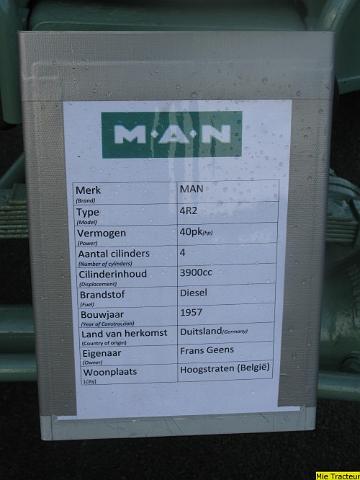 M·A·N
Merk MAN
(Brand)
Type 4R2
(Model)
Vermogen 40pk(hp)
(Power)
Aantal cilinders 4
(Number of cylinders)
Cilinderinhoud 3900cc
(Displacement)
Brandstof Diesel
(Fuel)
Bouwjaar 1957
(Year of Construction)
Land van herkomst Duitsland(Germany)
(Country of origin)
Eigenaar Frans Geens
(Owner)
Woonplaats Hoogstraten (België)
(City)
Mie Tracteur